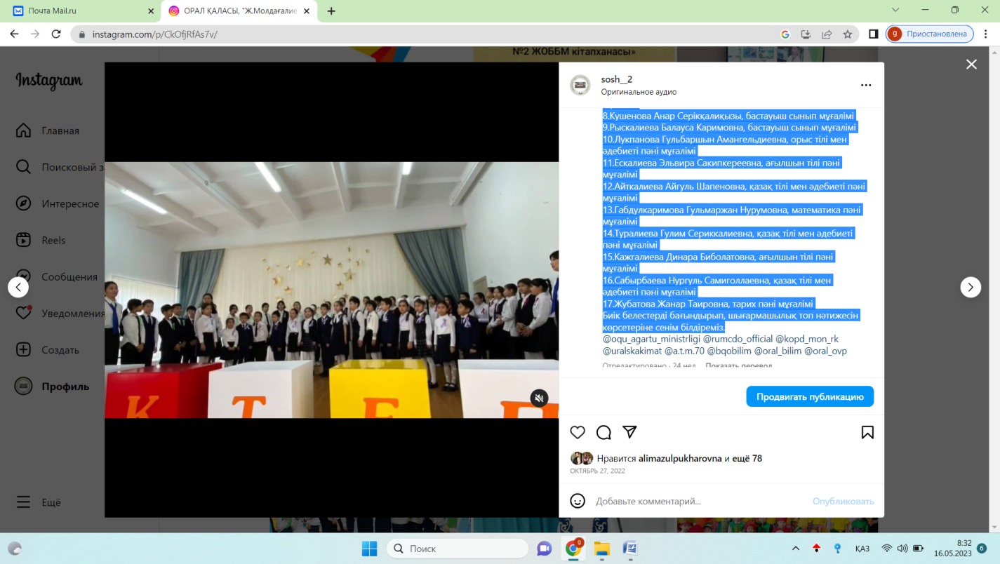 Почта Mail.ru
ОРАЛ ҚАЛАСЫ, "Ж.Молдағалие
instagram.com/p/CkOfjRfAs7v/
g
Приостановлена
№2 ЖОББМ кітапханасы»
Instagram
Главная
Поисковый з
Интересное
Reels
Сообщения
Уведомления
Создать
Профиль
Ещё
К Т Е
sosh__2
Оригинальное аудио
8.Кушенова Анар Серікқалиқызы, бастауыш сынып мұғалімі
9.Рыскалиева Балауса Каримовна, бастауыш сынып мұғалімі
10.Лукпанова Гульбаршын Амангельдиевна, орыс тілі мен
әдебиеті пәні мұғалімі
11.Ескалиева Эльвира Сакипкереевна, ағылшын тілі пәні
мұғалімі
12.Айткалиева Айгуль Шапеновна, қазақ тілі мен әдебиеті пәні
мұғалімі
13.Габдулкаримова Гульмаржан Нурумовна, математика пәні
мұғалімі
14.Туралиева Гулим Сериккалиевна, қазақ тілі мен әдебиеті
пәні мұғалімі
15.Кажгалиева Динара Биболатовна, ағылшын тілі пәні
мұғалімі
16.Сабырбаева Нургуль Самиголлаевна, қазақ тілі мен
әдебиеті пәні мұғалімі
17.Жубатова Жанар Таировна, тарих пәні мұғалімі
Биік белестерді бағындырып, шығармашылық топ нәтижесін
көрсетеріне сенім білдіреміз.
@oqu_agartu_ministrligi @rumcdo_official @kopd_mon_rk
@uralskakimat @a.t.m.70 @bqobilim @oral_bilim @oral_ovp
Отредактировано · 24 нед. Показать перевод
Продвигать публикацию
Нравится alimazulpukharovna и ещё 78
ОКТЯБРЬ 27, 2022
Добавьте комментарий...
Опубликовать
Поиск
g
9
ҚАЗ
8:32
16.05.2023
6